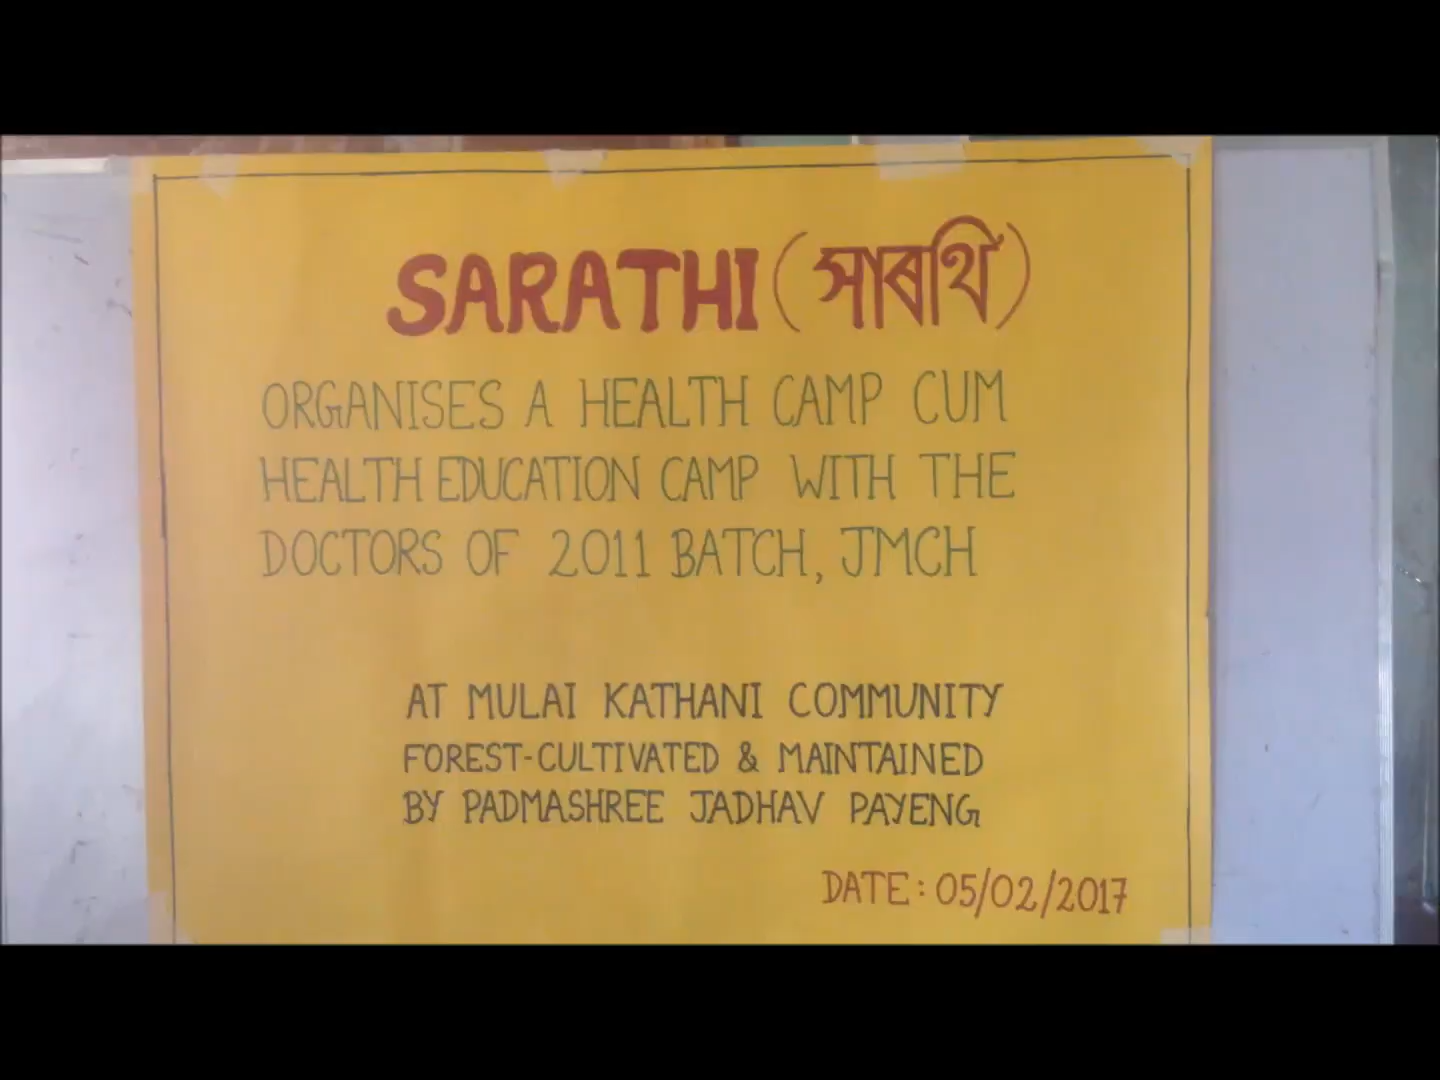 SARATHI (সাৰথি)
ORGANISES A HEALTH CAMP CUM
HEALTH EDUCATION CAMP WITH THE
DOCTORS OF 2011 BATCH, JMCH
AT MULAI KATHANI COMMUNITY
FOREST-CULTIVATED & MAINTAINED
BY PADMASHREE JADHAV PAYENG
DATE: 05/02/2017